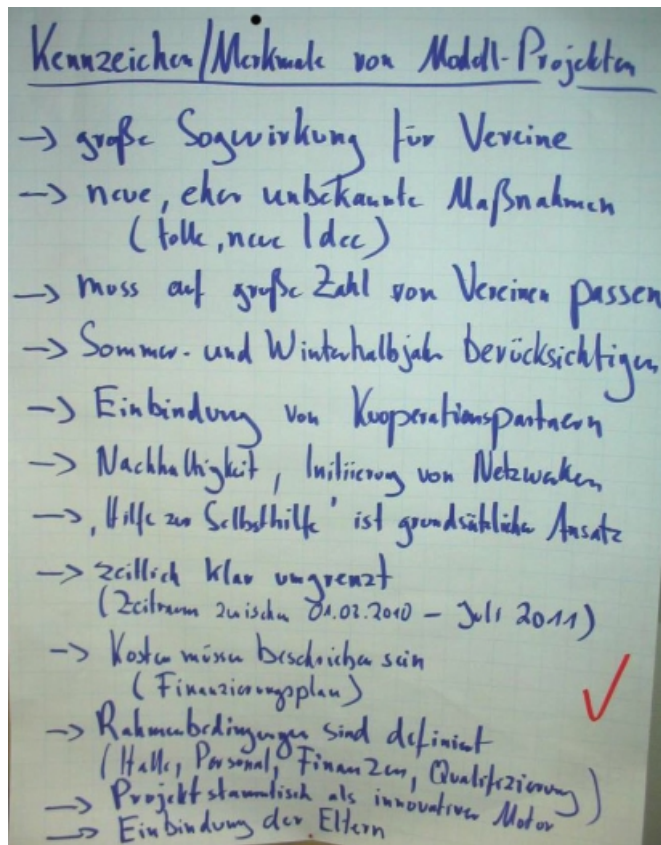 Kennzeichen/Merkmale von Modell-Projekten
→ große Sogwirkung für Vereine
→ neue, eher unbekannte Maßnahmen
(tolle, neue Idee)
→ muss auf große Zahl von Vereinen passen
→ Sommer- und Winterhalbjahr berücksichtigen
→ Einbindung von Kooperationspartnern
→ Nachhaltigkeit, Initiierung von Netzwerken
→ ,Hilfe zur Selbsthilfe' ist grundsätzlicher Ansatz
→ zeitlich klar umgrenzt
(Zeitraum zwischen 01.02.2010 – Juli 2011)
→ Kosten müssen beschrieben sein
(Finanzierungsplan)
→ Rahmenbedingungen sind definiert
(Halle, Personal, Finanzen, Qualifizierung)
→ Projektstammtisch als innovativer Motor
→ Einbindung der Eltern